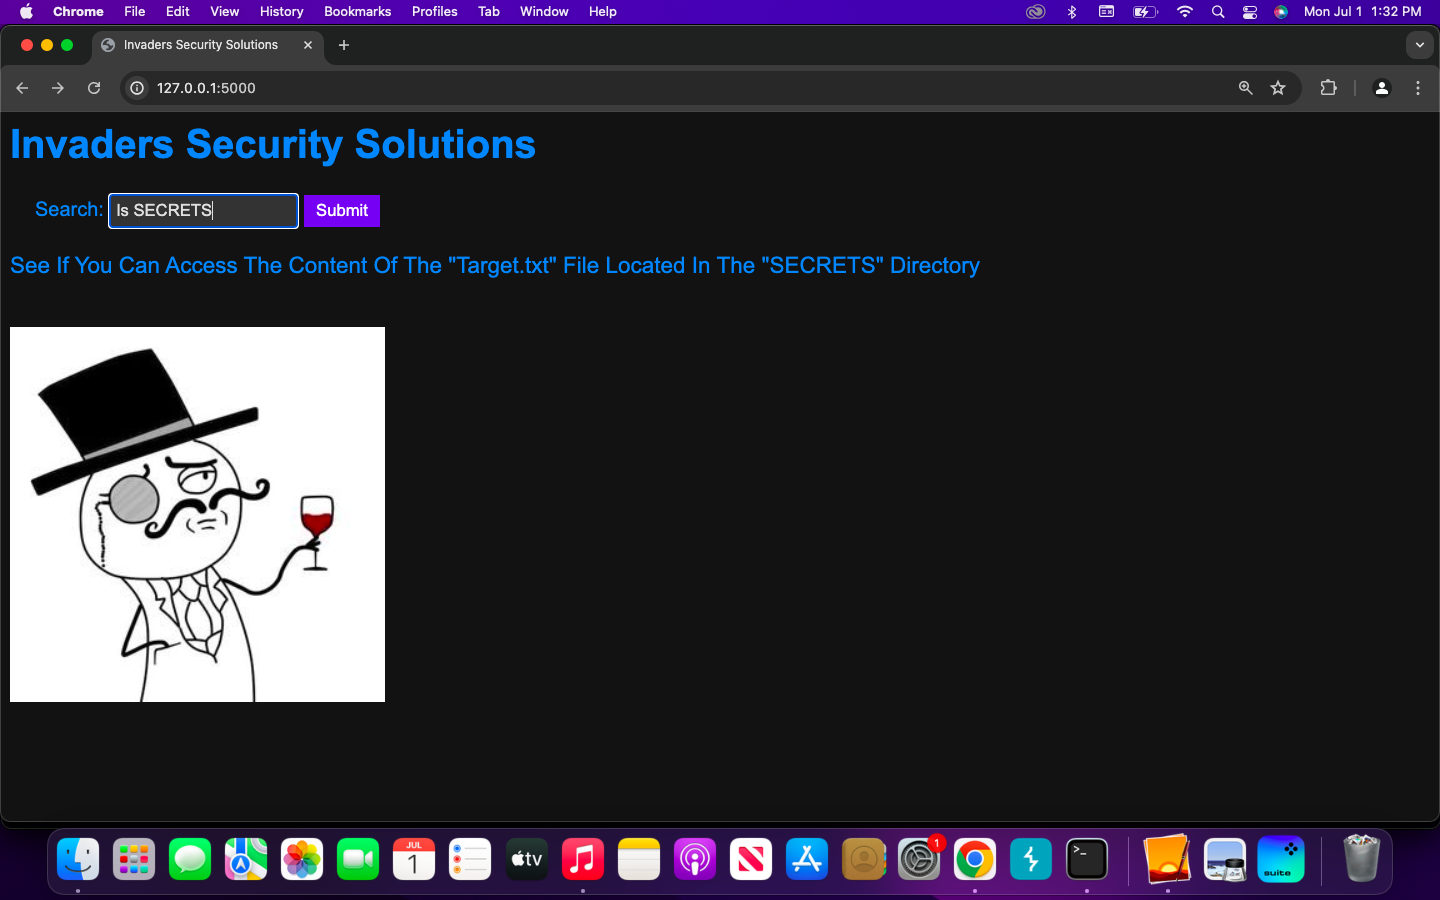 Chrome File Edit View History Bookmarks Profiles Tab Window Help Mon Jul 1 1:32 PM
Invaders Security Solutions
127.0.0.1:5000
Invaders Security Solutions
Search: ls SECRETS Submit
See If You Can Access The Content Of The "Target.txt" File Located In The "SECRETS" Directory
JUL
1
tv
1
>_
suite